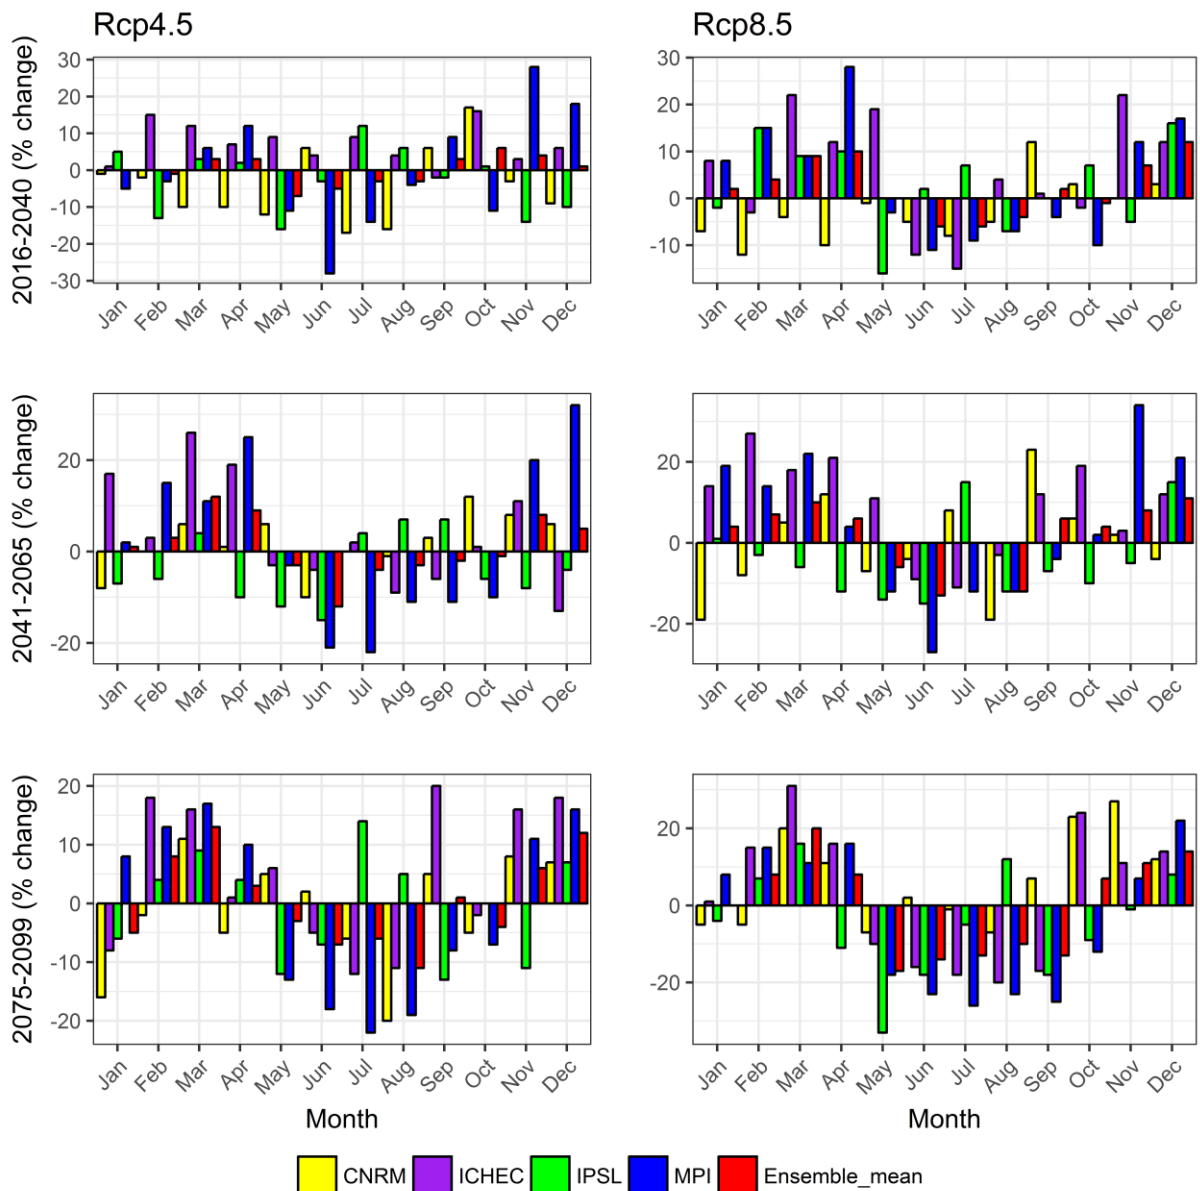 Rcp4.5
Rcp8.5
2016-2040 (% change)
30
20
10
0
-10
-20
-30
Jan Feb Mar Apr May Jun Jul Aug Sep Oct Nov Dec
30
20
10
0
-10
Jan Feb Mar Apr May Jun Jul Aug Sep Oct Nov Dec
2041-2065 (% change)
20
0
-20
Jan Feb Mar Apr May Jun Jul Aug Sep Oct Nov Dec
20
0
-20
Jan Feb Mar Apr May Jun Jul Aug Sep Oct Nov Dec
2075-2099 (% change)
20
10
0
-10
-20
Jan Feb Mar Apr May Jun Jul Aug Sep Oct Nov Dec
Month
20
0
-20
Jan Feb Mar Apr May Jun Jul Aug Sep Oct Nov Dec
Month
CNRM ICHEC IPSL MPI Ensemble_mean